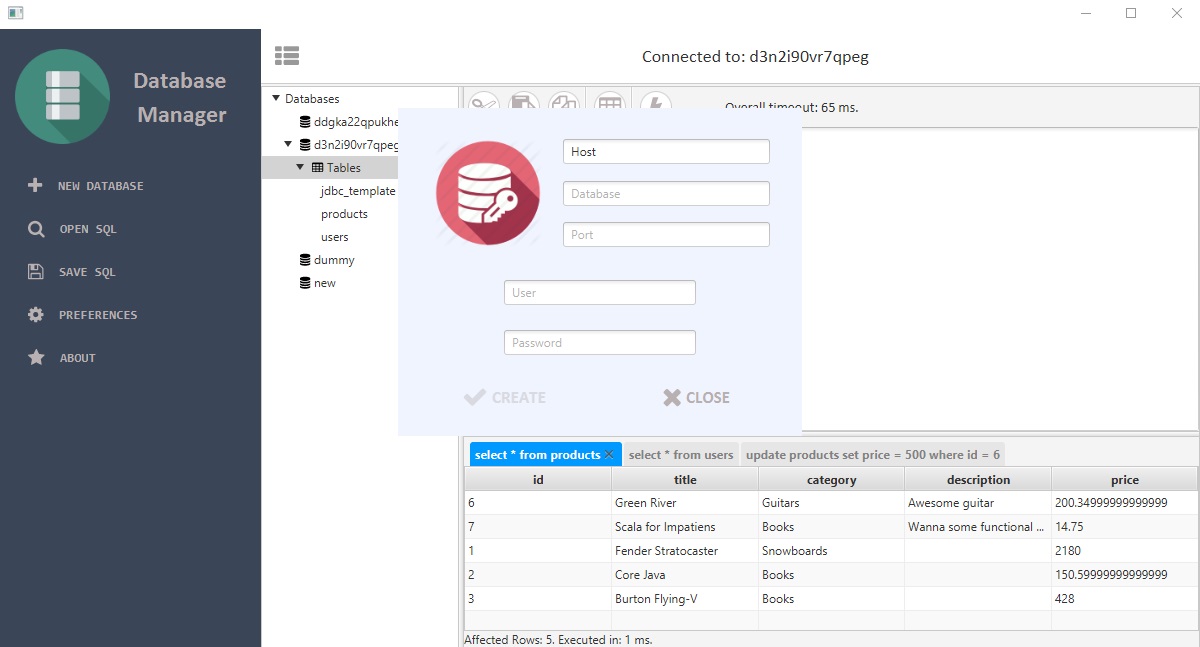 Database
Manager
NEW DATABASE
OPEN SQL
SAVE SQL
PREFERENCES
ABOUT
Connected to: d3n2i90vr7qpeg
Overall timeout: 65 ms.
Databases
ddgka22qpukhe
d3n2i90vr7qpeg
Tables
jdbc_template
products
users
dummy
new
Host
Database
Port
User
Password
CREATE CLOSE
select * from products select * from users update products set price = 500 where id = 6
id title category description price
6 Green River Guitars Awesome guitar 200.34999999999999
7 Scala for Impatiens Books Wanna some functional ... 14.75
1 Fender Stratocaster Snowboards 2180
2 Core Java Books 150.59999999999999
3 Burton Flying-V Books 428
Affected Rows: 5. Executed in: 1 ms.